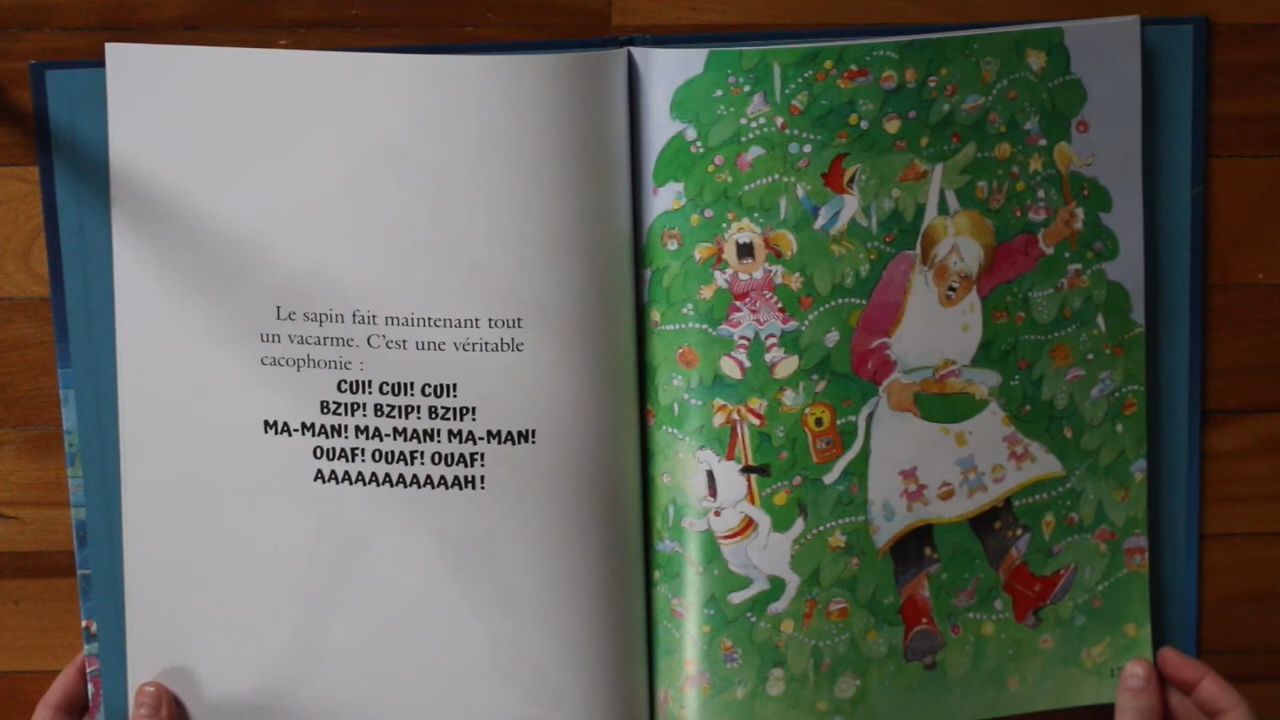 Le sapin fait maintenant tout
un vacarme. C’est une véritable
cacophonie :
CUI! CUI! CUI!
BZIP! BZIP! BZIP!
MA-MAN! MA-MAN! MA-MAN!
OUAF! OUAF! OUAF!
AAAAAAAAAAAH!